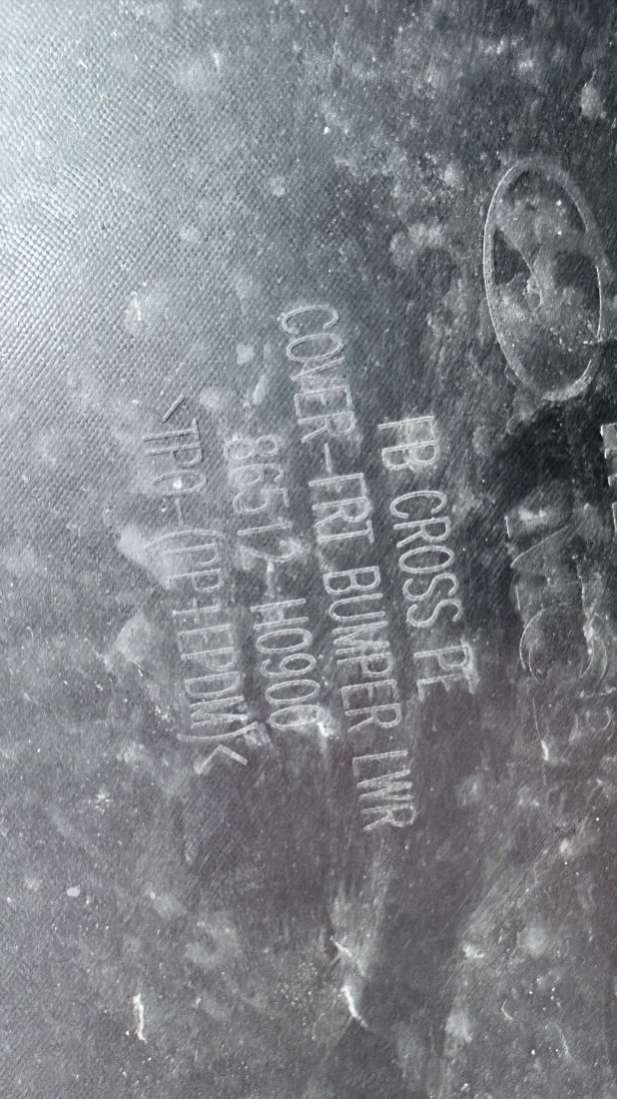 FB CROSS PE
COVER-FRT BUMPER LWR
86512-H0900
>TPO-(PP+EPDM)<